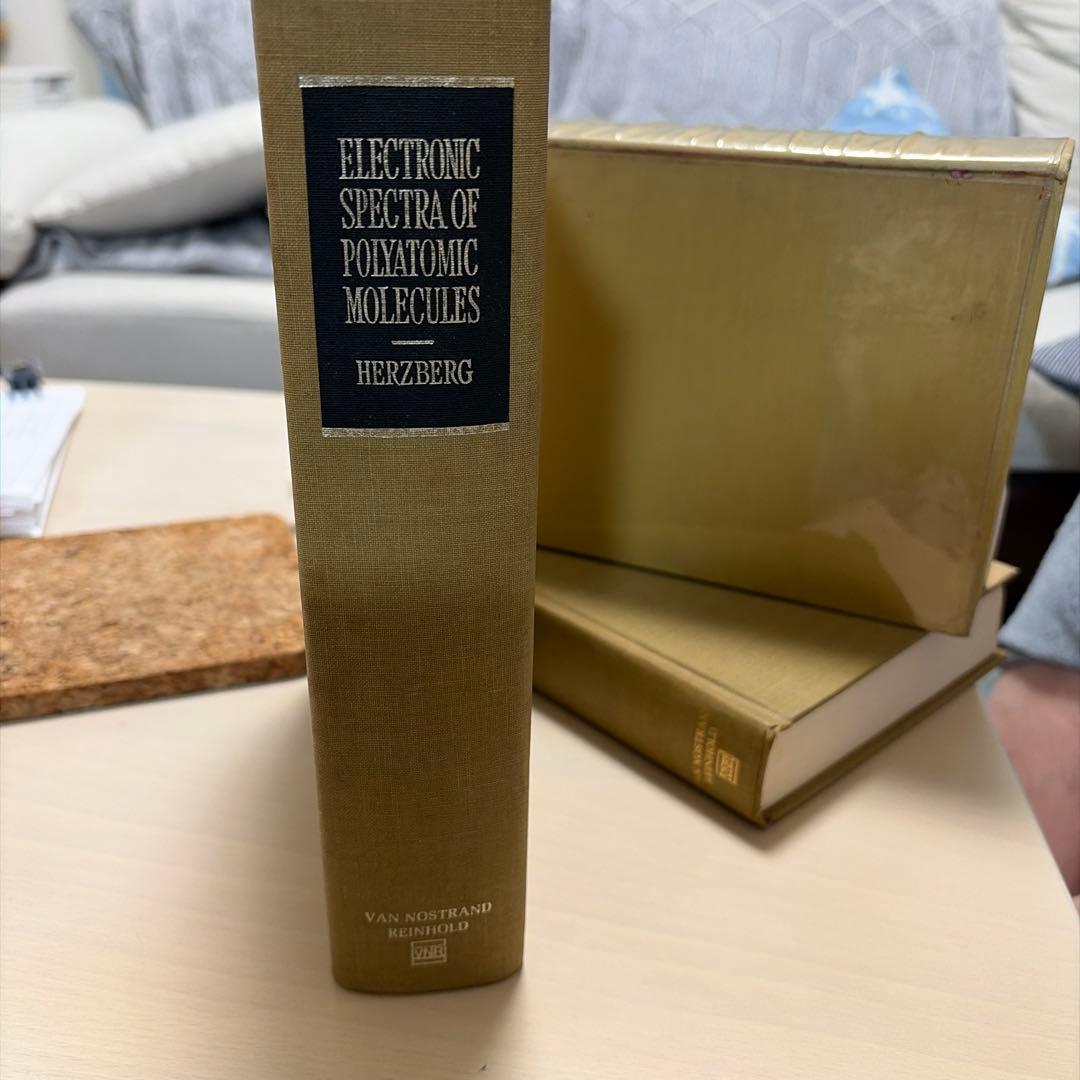 ELECTRONIC
SPECTRA OF
POLYATOMIC
MOLECULES
HERZBERG
VAN NOSTRAND
REINHOLD
VNR